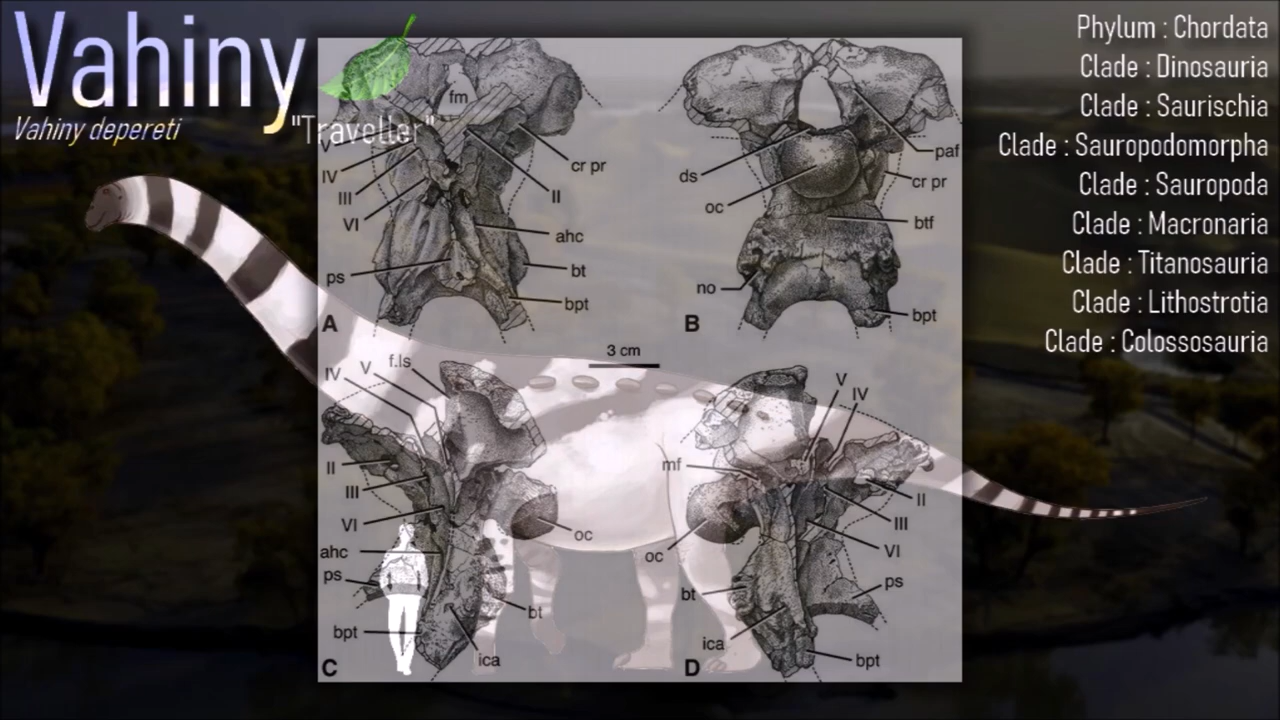 Vahiny
Vahiny depereti
"Traveller"
Phylum : Chordata
Clade : Dinosauria
Clade : Saurischia
Clade : Sauropodomorpha
Clade : Sauropoda
Clade : Macronaria
Clade : Titanosauria
Clade : Lithostrotia
Clade : Colossosauria
fm
V
IV
III
VI
ps
cr pr
II
ahc
bt
bpt
A
ds
oc
no
paf
cr pr
btf
bpt
B
3 cm
IV
V
f.ls
II
III
VI
ahc
ps
bpt
oc
bt
ica
C
V
IV
mf
II
III
VI
oc
bt
ps
ica
bpt
D